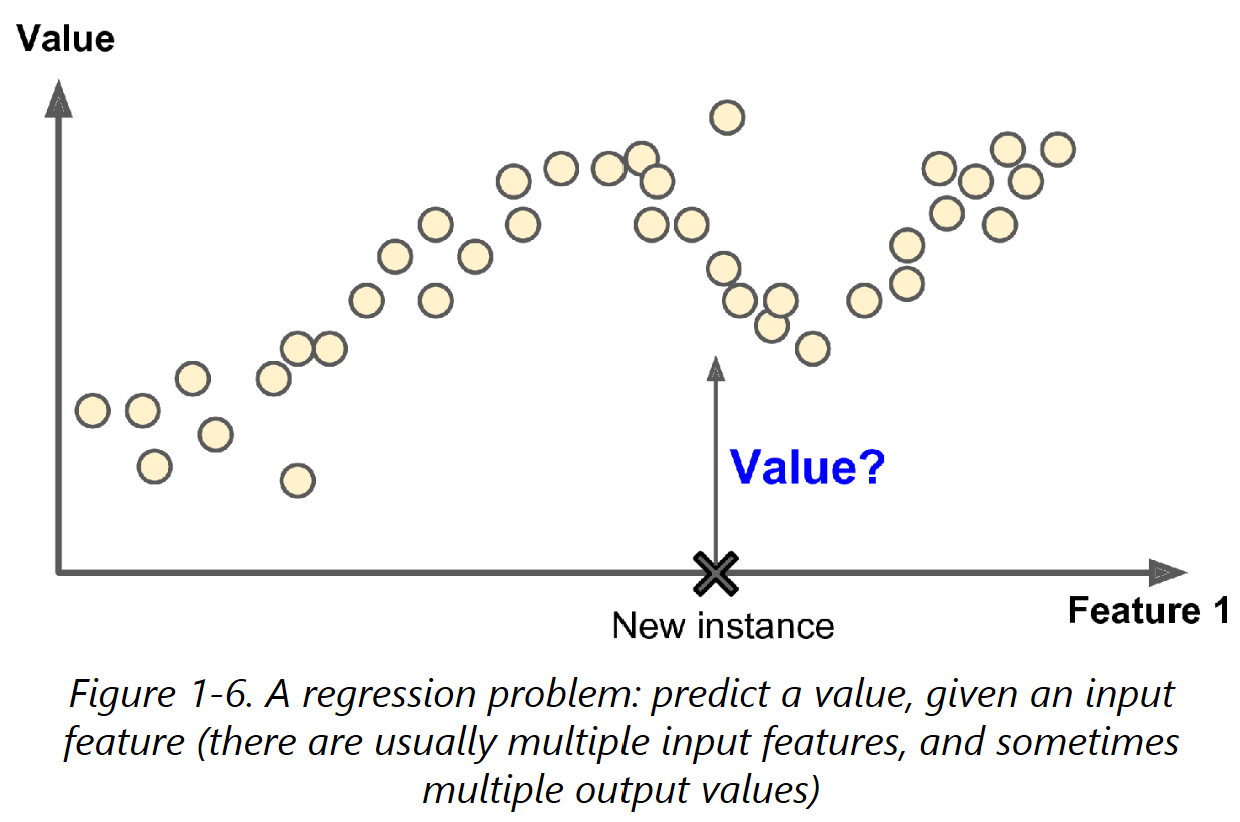 Value
Value?
New instance
Feature 1
Figure 1-6. A regression problem: predict a value, given an input
feature (there are usually multiple input features, and sometimes
multiple output values)